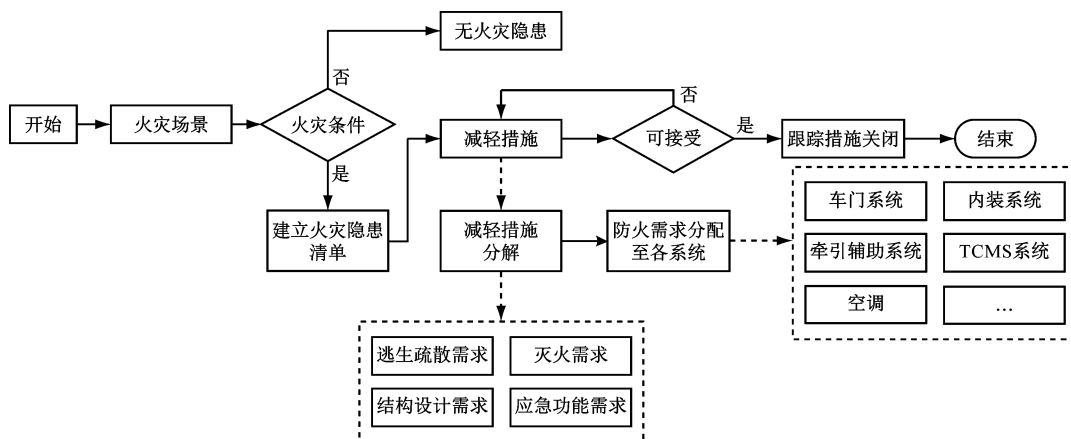 无火灾隐患
否
否
开始
火灾场景
火灾条件
减轻措施
可接受
是
跟踪措施关闭
结束
是
建立火灾隐患
清单
减轻措施
分解
防火需求分配
至各系统
车门系统
内装系统
牵引辅助系统
TCMS系统
空调
…
逃生疏散需求
灭火需求
结构设计需求
应急功能需求